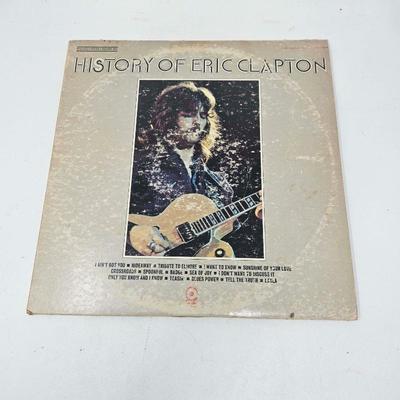 HISTORY OF ERIC CLAPTON
I AIN'T GOT YOU ■ HIDEAWAY ■ TRIBUTE TO ELMORE ■ I WANT TO KNOW ■ SUNSHINE OF YOUR LOVE
CROSSROADS ■ SPOONFUL ■ BADGE ■ SEA OF JOY ■ I DON'T WANT TO DISCUSS IT
ONLY YOU KNOW AND I KNOW ■ TEASIN' ■ BLUES POWER ■ TELL THE TRUTH ■ LAYLA